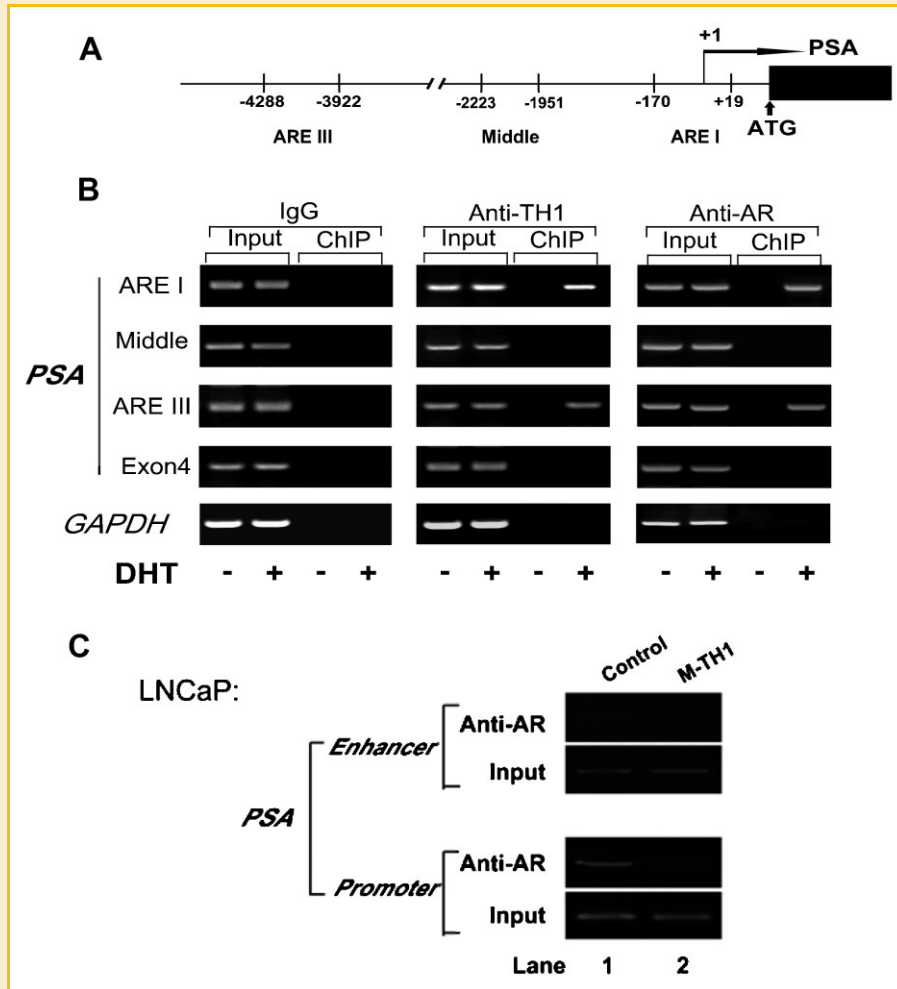 A
+1
PSA
-4288 -3922 -2223 -1951 -170 +19
ARE III Middle ARE I ATG
B
IgG Anti-TH1 Anti-AR
Input ChIP Input ChIP Input ChIP
ARE I
Middle
PSA
ARE III
Exon4
GAPDH
DHT - + - + - + - + - + - +
C
Control M-TH1
LNCaP:
Anti-AR
Enhancer
Input
PSA
Anti-AR
Promoter
Input
Lane 1 2